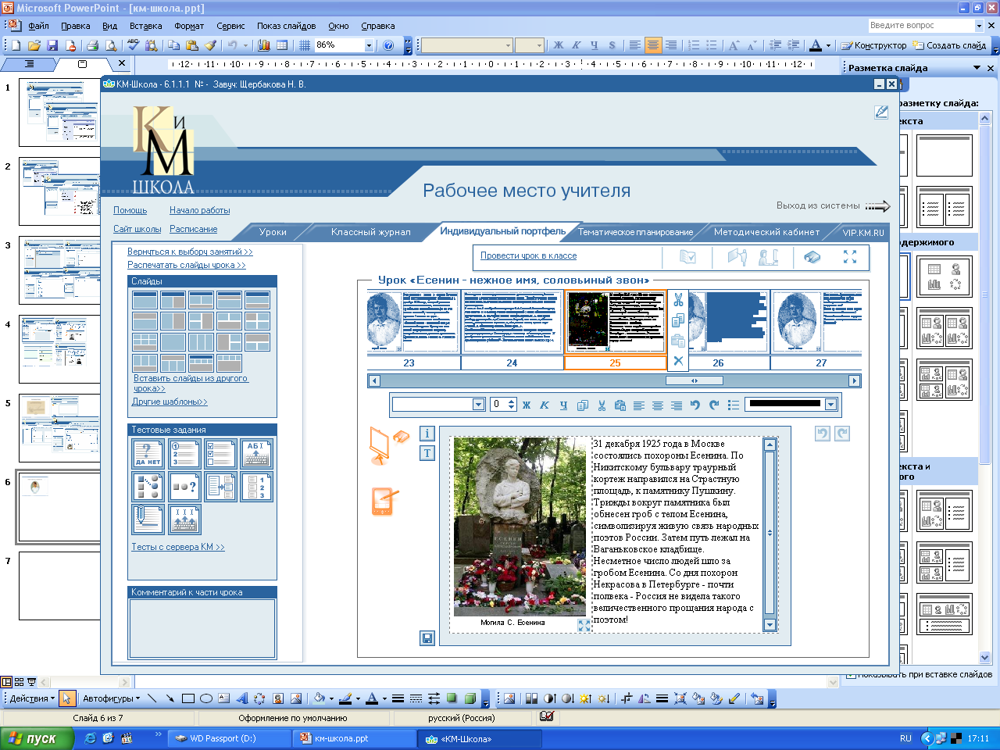 Microsoft PowerPoint - [км-школа.ppt]
Файл Правка Вид Вставка Формат Сервис Показ слайдов Окно Справка
Введите вопрос
86%
Ж К Ч S
Конструктор Создать слайд
12 11 10 9 8 7 6 5 4 3 2 1 0 1 2 3 4 5 6 7 8 9 10 11 12
Разметка слайда
КМ-Школа - 6.1.1.1 № - Завуч: Щербакова Н. В.
разметку слайда:
екста
одержимого
екста и
ого
Показывать при вставке слайдов
1
2
3
4
5
6
7
К и М
ШКОЛА
Рабочее место учителя
Выход из системы
Помощь Начало работы
Сайт школы Расписание
Уроки Классный журнал Индивидуальный портфель Тематическое планирование Методический кабинет VIP.KM.RU
Вернуться к выбору занятий >>
Распечатать слайды урока >>
Провести урок в классе
Слайды
Вставить слайды из другого
урока>>
Другие шаблоны>>
Тестовые задания
? ДА НЕТ
1 2 3
АБ
?
1 2 3
X X X
Тесты с сервера КМ >>
Комментарий к части урока
Урок «Есенин - нежное имя, соловьиный звон»
23 24 25 26 27
0 Ж К Ч
i
T
31 декабря 1925 года в Москве
состоялись похороны Есенина. По
Никитскому бульвару траурный
кортеж направился на Страстную
площадь, к памятнику Пушкину.
Трижды вокруг памятника был
обнесен гроб с телом Есенина,
символизируя живую связь народных
поэтов России. Затем путь лежал на
Ваганьковское кладбище.
Несметное число людей шло за
гробом Есенина. Со дня похорон
Некрасова в Петербурге - почти
полвека - Россия не видела такого
величественного прощания народа с
поэтом!
ЕСЕНИН
Могила С. Есенина
Действия Автофигуры
Слайд 6 из 7 Оформление по умолчанию русский (Россия)
пуск WD Passport (D:) км-школа.ppt «КМ-Школа» RU 17:11